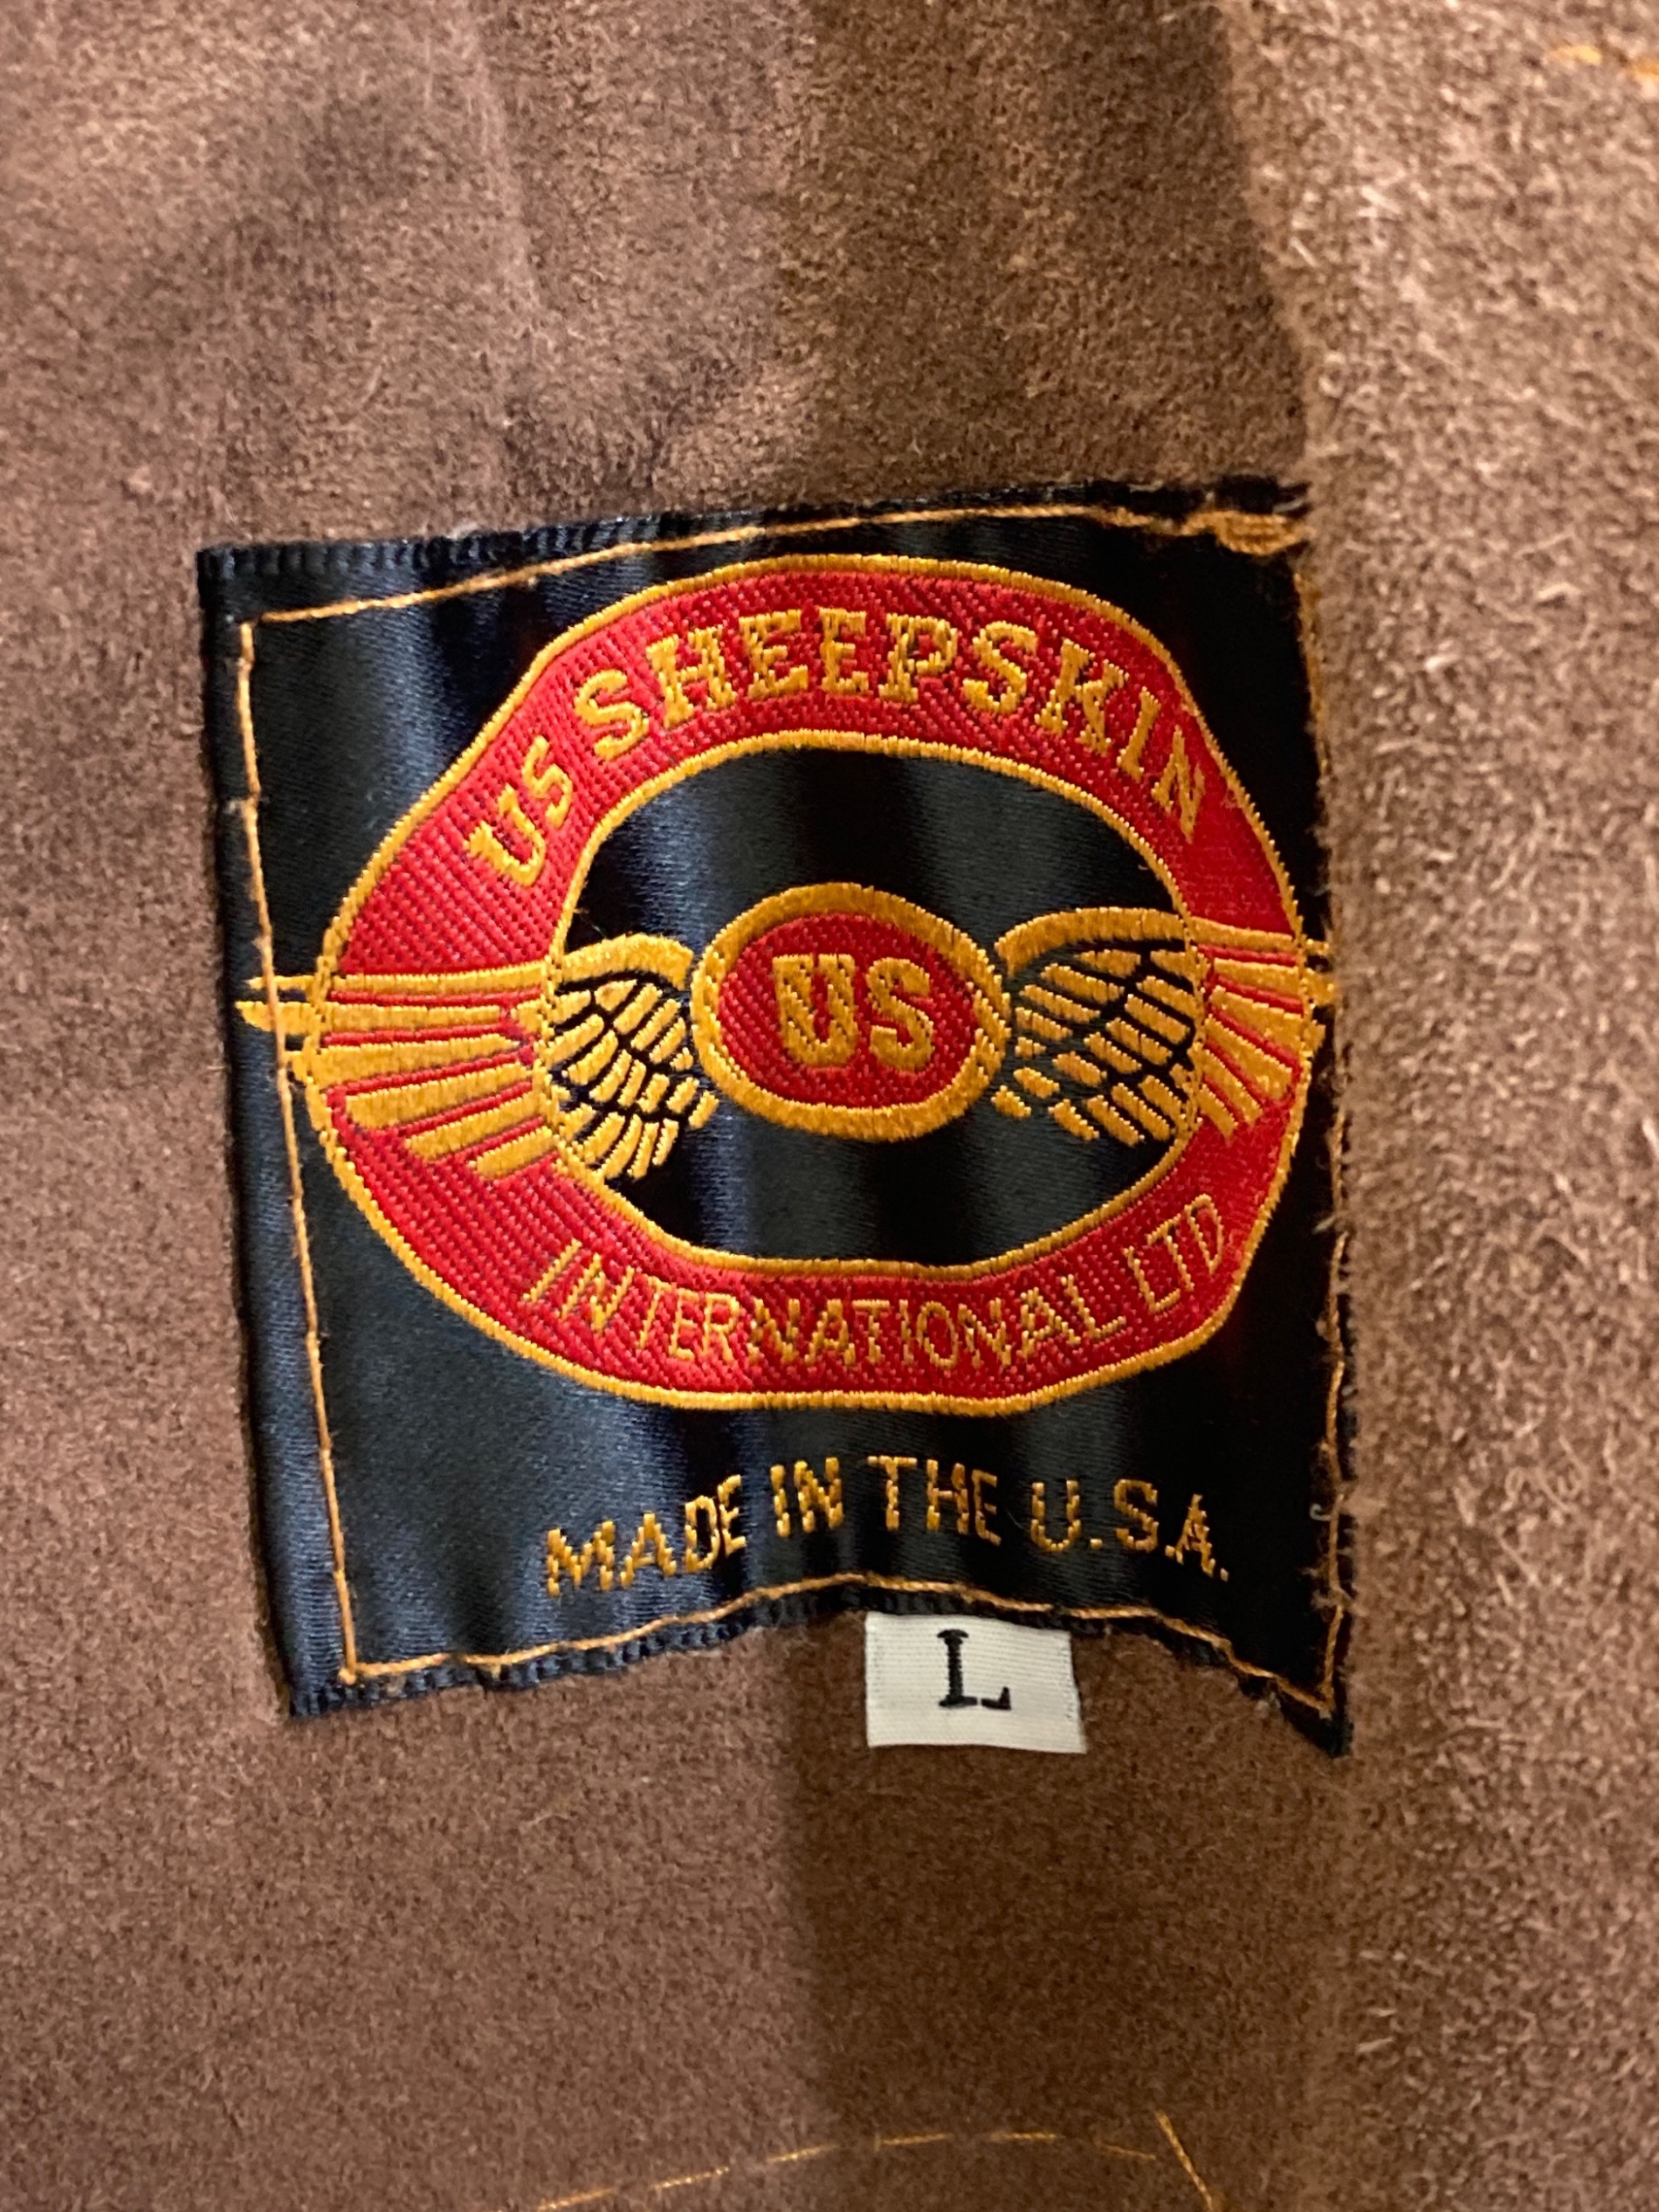 US SHEEPSKIN
US
INTERNATIONAL LTD
MADE IN THE U.S.A.
L